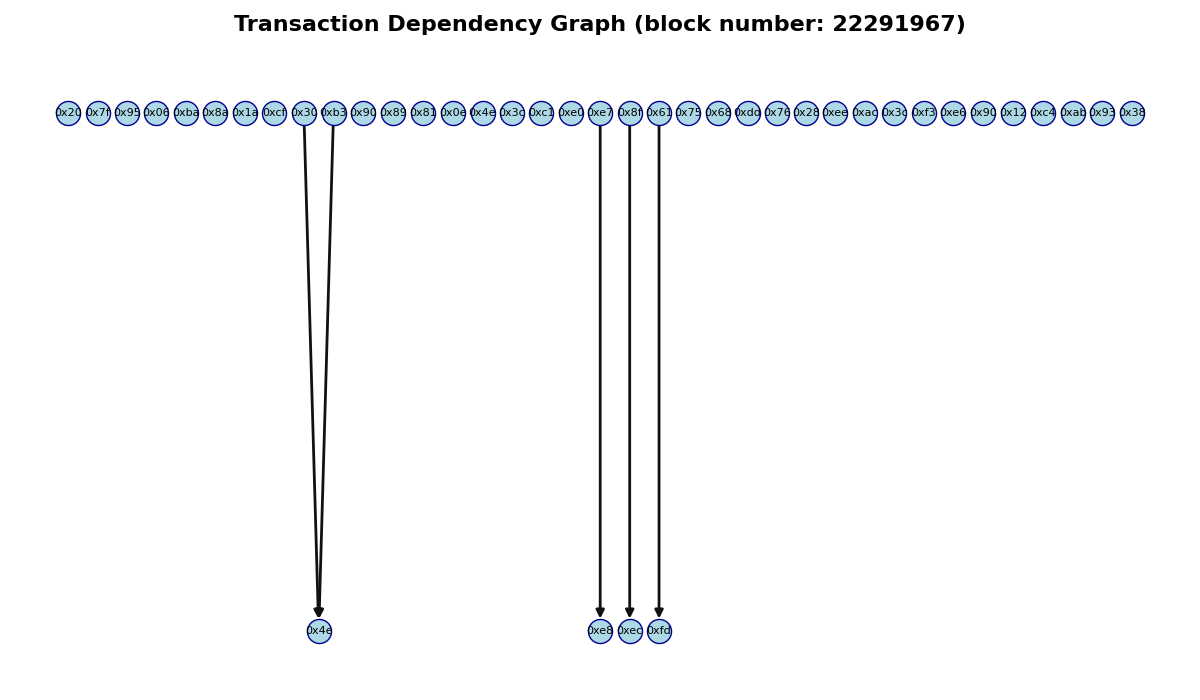 Transaction Dependency Graph (block number: 22291967)
0x20 0x7f 0x95 0x06 0xba 0x8a 0x1a 0xcf 0x30 0xb3 0x90 0x89 0x81 0x0e 0x4e 0x3c 0xc1 0xe0 0xe7 0x8f 0x61 0x75 0x68 0xdd 0x76 0x28 0xee 0xac 0x3c 0xf3 0xe6 0x90 0x12 0xc4 0xab 0x93 0x38
0x4e 0xe8 0xec 0xfd